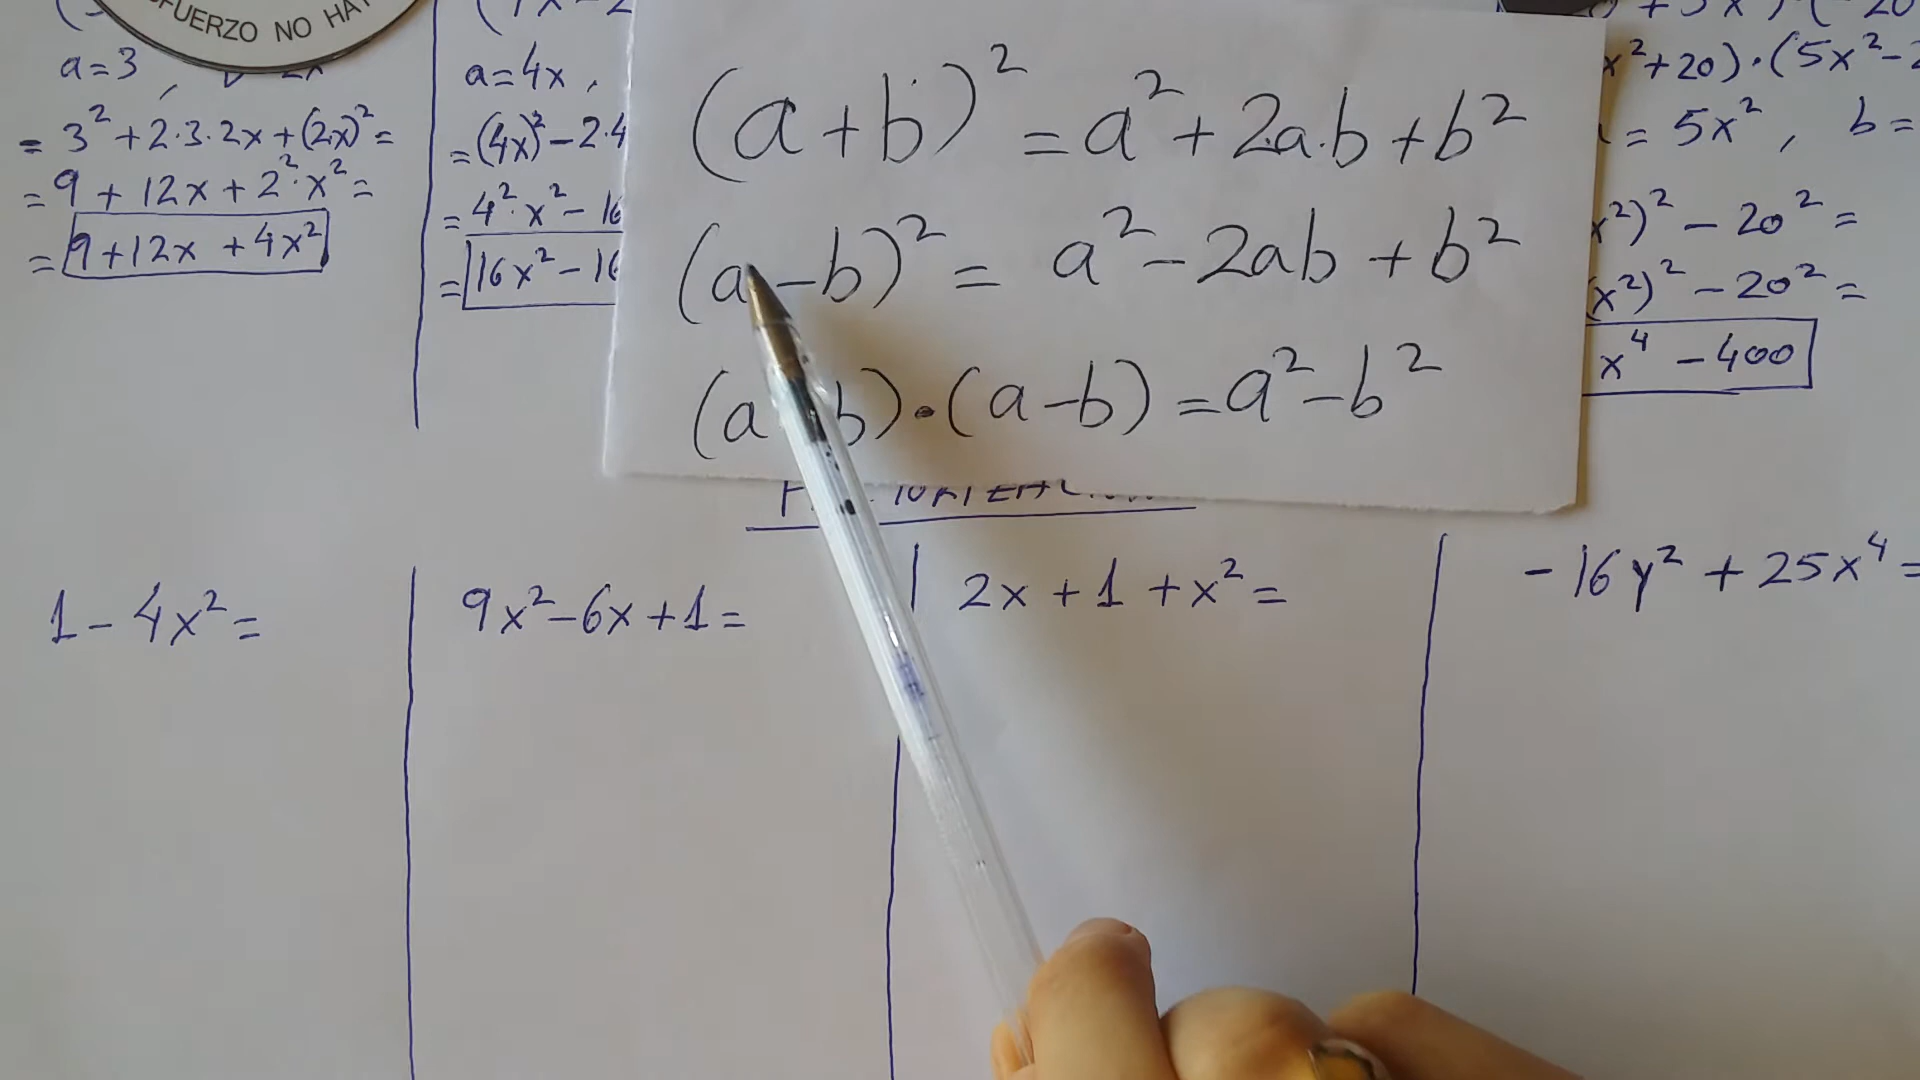 FUERZO NO HAY
a=3 ,
= 3² + 2·3·2x + (2x)² =
= 9 + 12x + 2²·x² =
= 9+12x +4x²
a=4x ,
= (4x)² - 2·4
= 4²·x² - 16
= 16x² - 16
(a+b)² = a² + 2a·b + b²
(a-b)² = a² - 2ab + b²
(a b)·(a-b) = a² - b²
x²+20)·(5x²-2
= 5x² , b=
x²)² - 20² =
x²)² - 20² =
x⁴ - 400
1 - 4x² =
9x² - 6x + 1 =
2x + 1 + x² =
- 16y² + 25x⁴ =